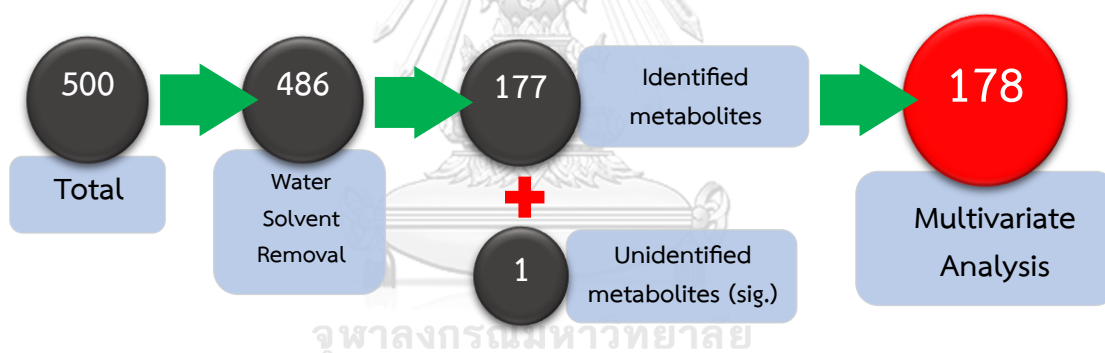 500
Total
486
Water
Solvent
Removal
177
Identified
metabolites
1
Unidentified
metabolites (sig.)
178
Multivariate
Analysis
จุฬาลงกรณ์มหาวิทยาลัย